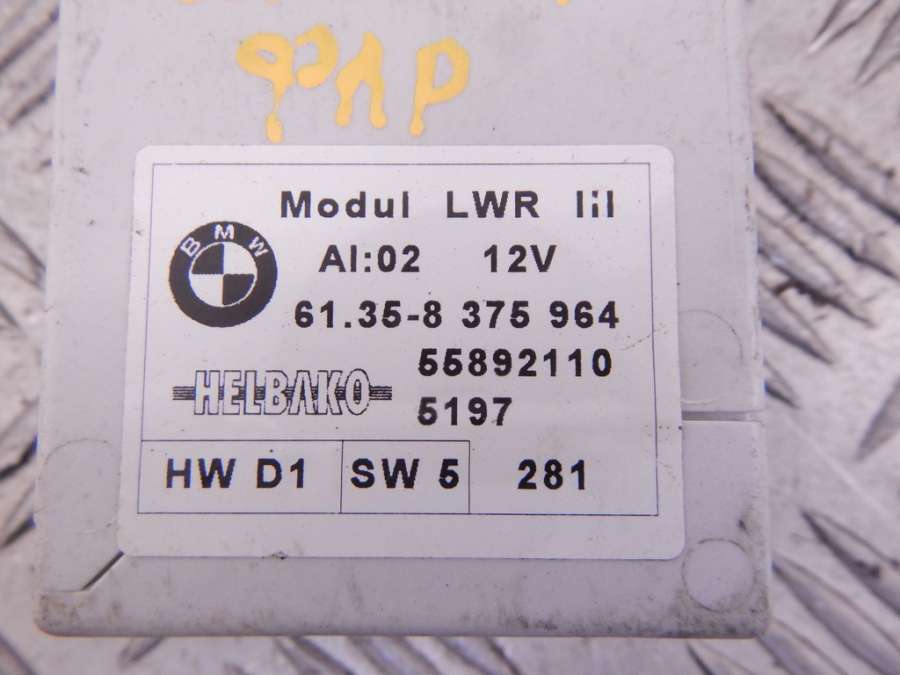 Modul LWR lil
BMW
AI:02 12V
61.35-8 375 964
55892110
HELBAKO
5197
HW D1 SW 5 281